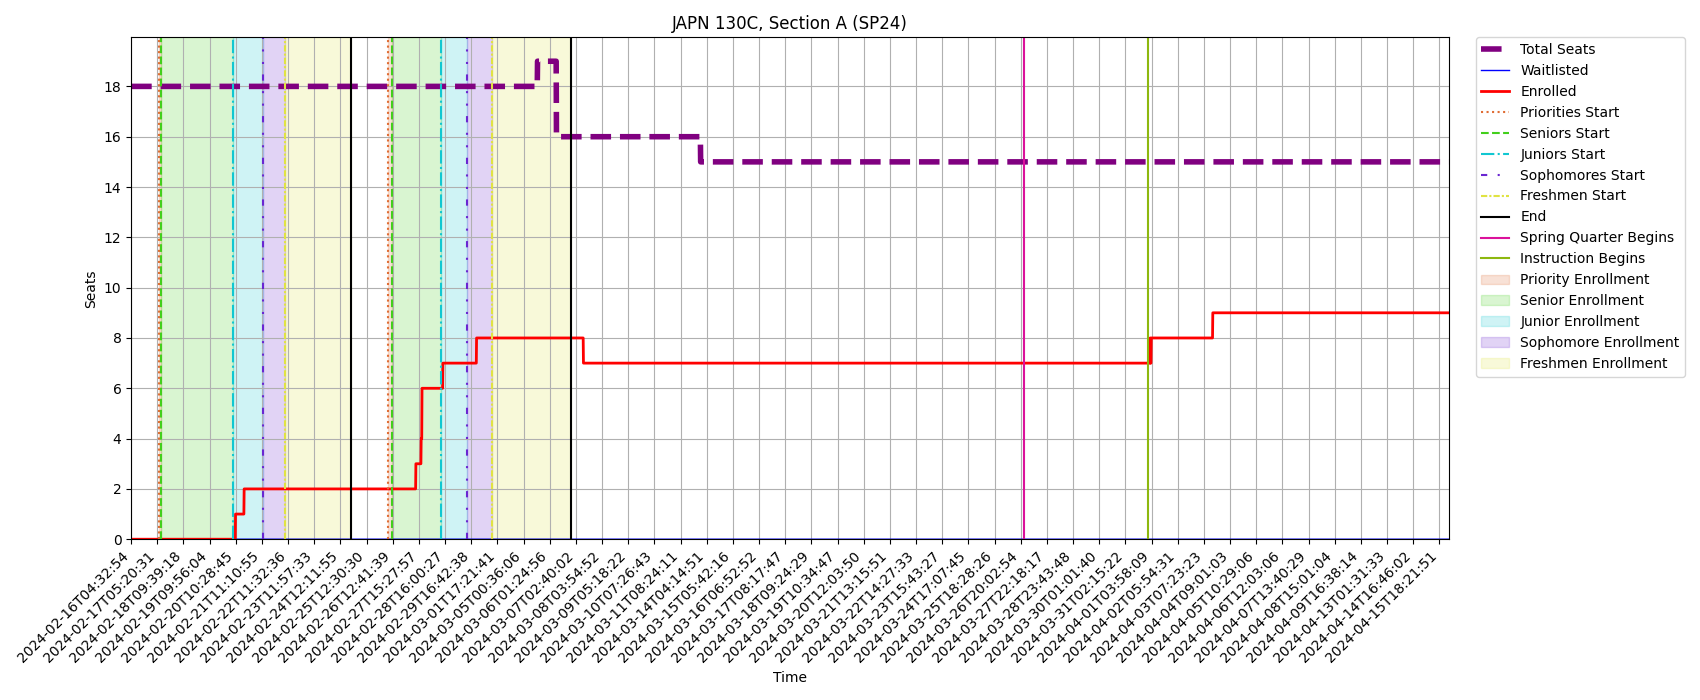 JAPN 130C, Section A (SP24)
Seats
18
16
14
12
10
8
6
4
2
0
2024-02-16T04:32:54
2024-02-17T05:20:31
2024-02-18T09:39:18
2024-02-19T09:56:04
2024-02-20T10:28:45
2024-02-21T11:10:55
2024-02-22T11:32:36
2024-02-23T11:57:33
2024-02-24T12:11:55
2024-02-25T12:30:30
2024-02-26T12:41:39
2024-02-27T15:27:57
2024-02-28T16:00:27
2024-02-29T16:42:38
2024-03-01T17:21:41
2024-03-05T00:36:06
2024-03-06T01:24:56
2024-03-07T02:40:02
2024-03-08T03:54:52
2024-03-09T05:18:22
2024-03-10T07:26:43
2024-03-11T08:24:11
2024-03-14T04:14:51
2024-03-15T05:42:16
2024-03-16T06:52:52
2024-03-17T08:17:47
2024-03-18T09:24:29
2024-03-19T10:34:47
2024-03-20T12:03:50
2024-03-21T13:15:51
2024-03-22T14:27:33
2024-03-23T15:43:27
2024-03-24T17:07:45
2024-03-25T18:28:26
2024-03-26T20:02:54
2024-03-27T22:18:17
2024-03-28T23:43:48
2024-03-30T01:01:40
2024-03-31T02:15:22
2024-04-01T03:58:09
2024-04-02T05:54:31
2024-04-03T07:23:23
2024-04-04T09:01:03
2024-04-05T10:29:06
2024-04-06T12:03:06
2024-04-07T13:40:29
2024-04-08T15:01:04
2024-04-09T16:38:14
2024-04-13T01:31:33
2024-04-14T16:46:02
2024-04-15T18:21:51
Time
Total Seats
Waitlisted
Enrolled
Priorities Start
Seniors Start
Juniors Start
Sophomores Start
Freshmen Start
End
Spring Quarter Begins
Instruction Begins
Priority Enrollment
Senior Enrollment
Junior Enrollment
Sophomore Enrollment
Freshmen Enrollment